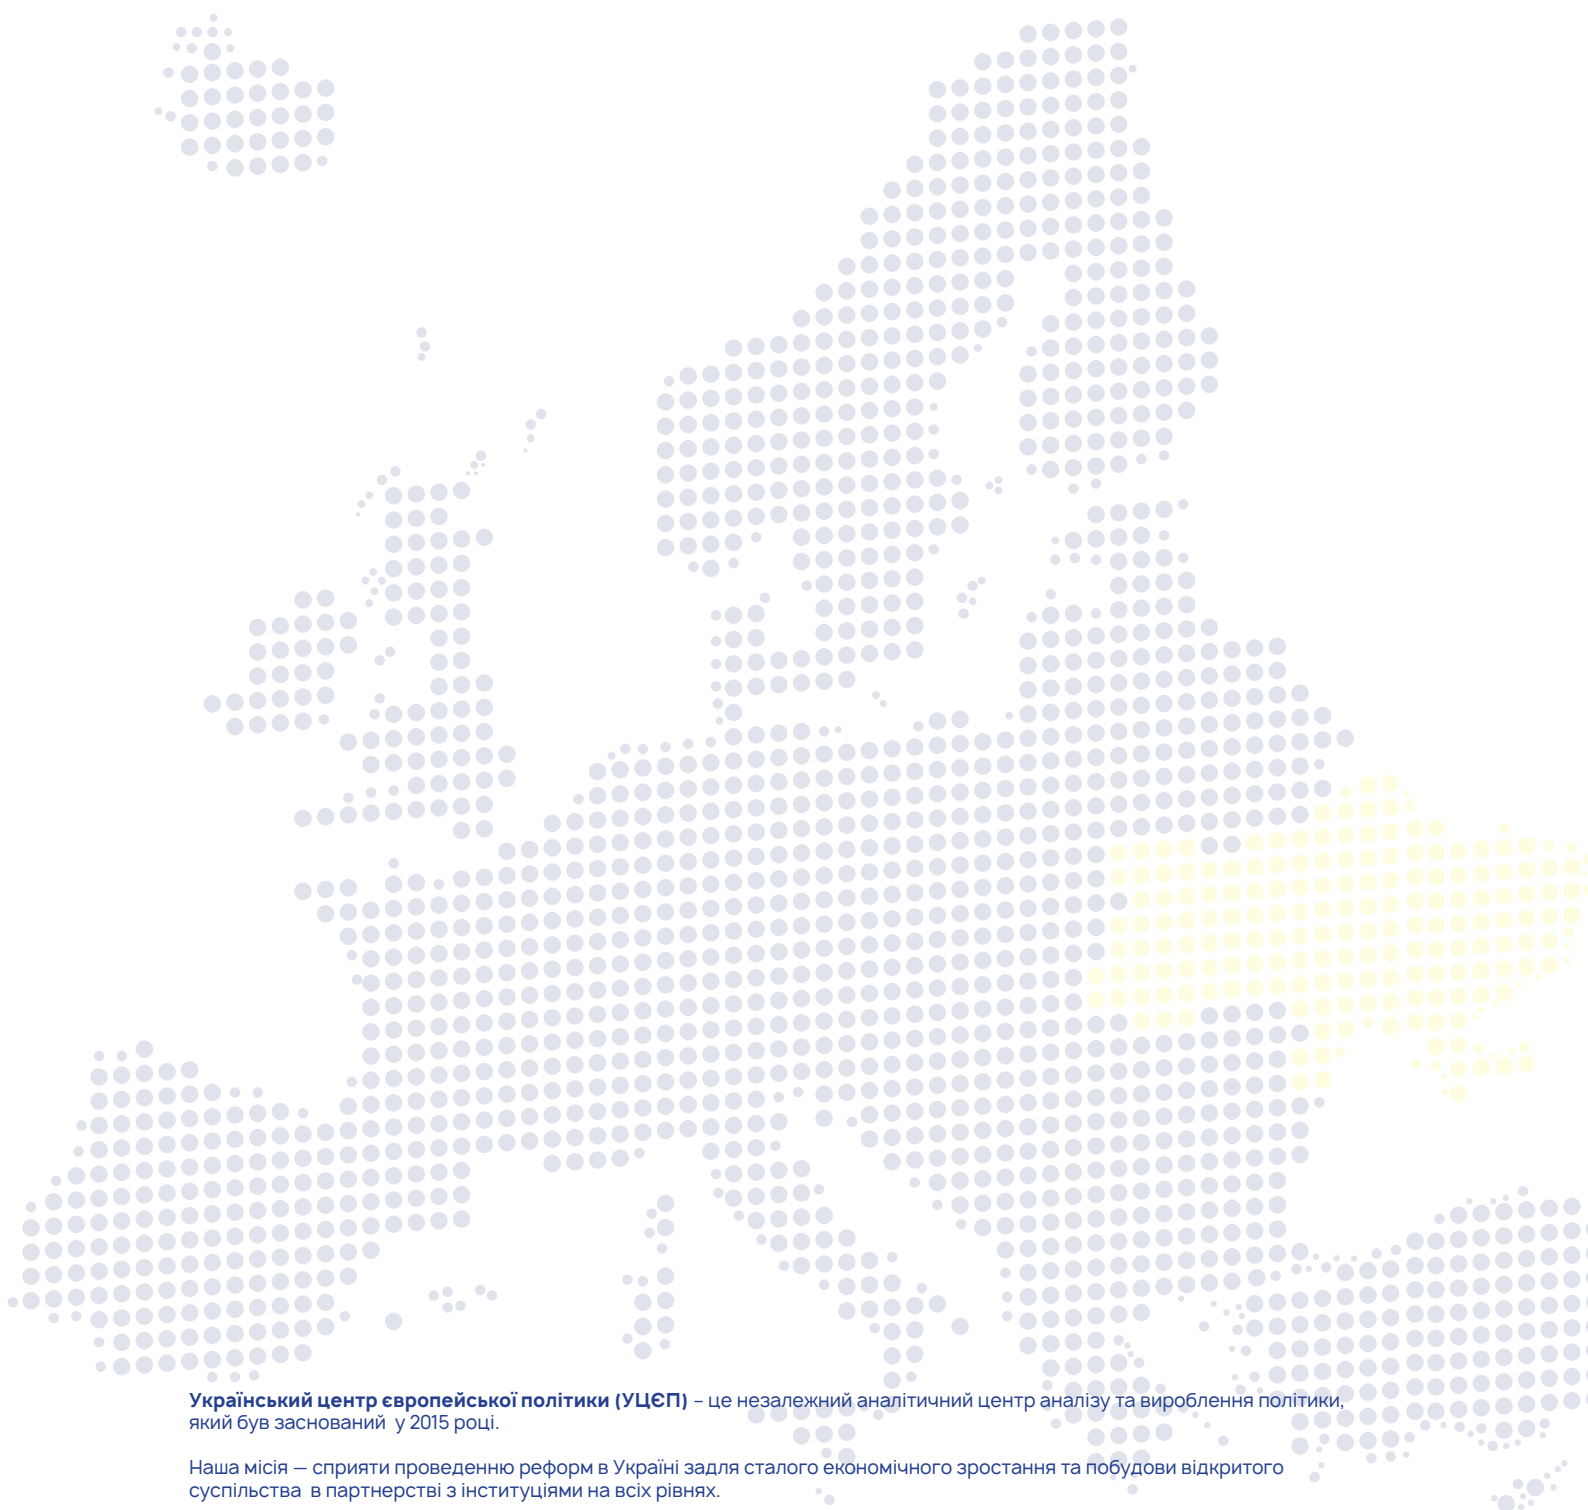 Український центр європейської політики (УЦЄП) – це незалежний аналітичний центр аналізу та вироблення політики,
який був заснований у 2015 році.
Наша місія — сприяти проведенню реформ в Україні задля сталого економічного зростання та побудови відкритого
суспільства в партнерстві з інституціями на всіх рівнях.